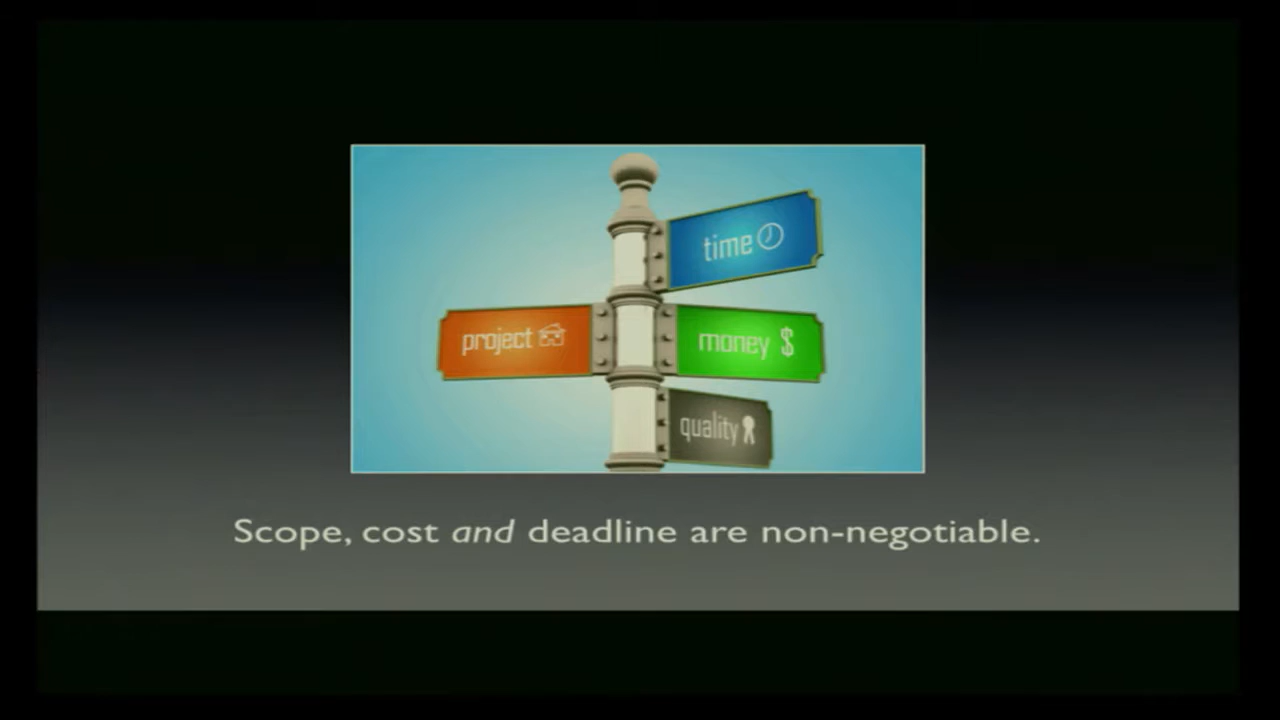 time
project
money $
quality
Scope, cost and deadline are non-negotiable.